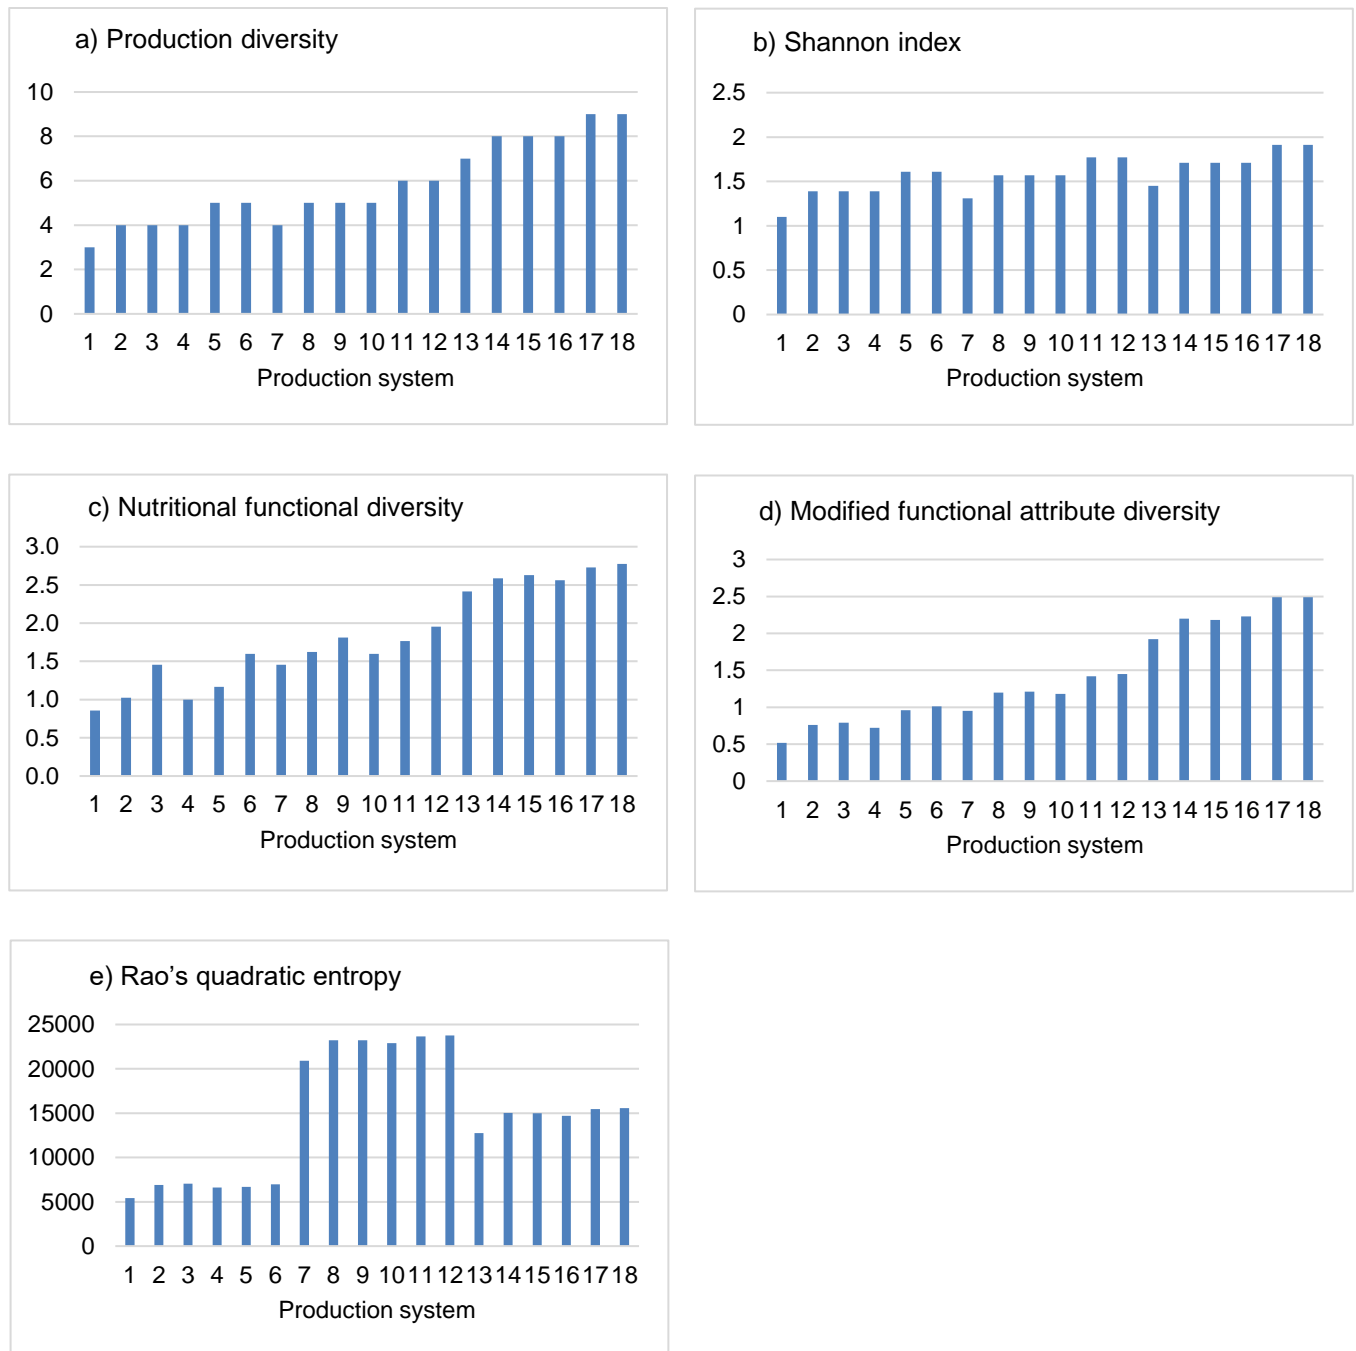 a) Production diversity
10
8
6
4
2
0
1 2 3 4 5 6 7 8 9 10 11 12 13 14 15 16 17 18
Production system
b) Shannon index
2.5
2
1.5
1
0.5
0
1 2 3 4 5 6 7 8 9 10 11 12 13 14 15 16 17 18
Production system
c) Nutritional functional diversity
3.0
2.5
2.0
1.5
1.0
0.5
0.0
1 2 3 4 5 6 7 8 9 10 11 12 13 14 15 16 17 18
Production system
d) Modified functional attribute diversity
3
2.5
2
1.5
1
0.5
0
1 2 3 4 5 6 7 8 9 10 11 12 13 14 15 16 17 18
Production system
e) Rao’s quadratic entropy
25000
20000
15000
10000
5000
0
1 2 3 4 5 6 7 8 9 10 11 12 13 14 15 16 17 18
Production system